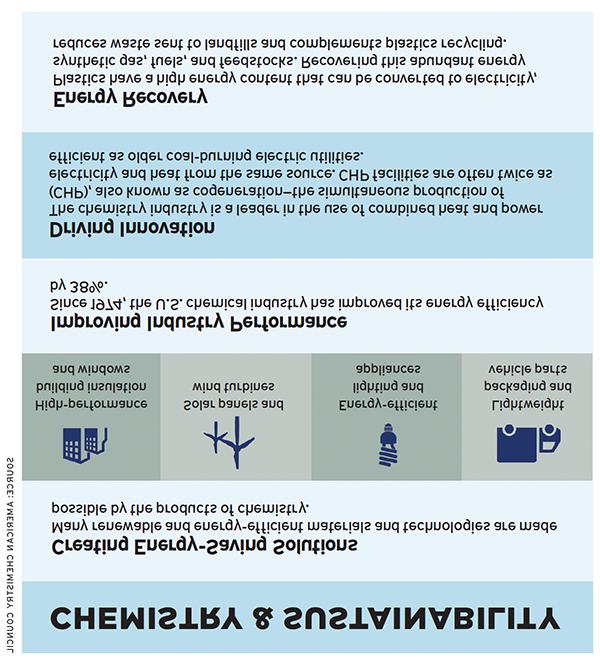 CHEMISTRY & SUSTAINABILITY
Creating Energy-Saving Solutions
Many renewable and energy-efficient materials and technologies are made
possible by the products of chemistry.
High-performance
building insulation
and windows
Solar panels and
wind turbines
Energy-efficient
lighting and
appliances
Lightweight
packaging and
vehicle parts
Improving Industry Performance
Since 1974, the U.S. chemical industry has improved its energy efficiency
by 38%.
Driving Innovation
The chemistry industry is a leader in the use of combined heat and power
(CHP), also known as cogeneration–the simultaneous production of
electricity and heat from the same source. CHP facilities are often twice as
efficient as older coal-burning electric utilities.
Energy Recovery
Plastics have a high energy content that can be converted to electricity,
synthetic gas, fuels, and feedstocks. Recovering this abundant energy
reduces waste sent to landfills and complements plastics recycling.
SOURCE: AMERICAN CHEMISTRY COUNCIL